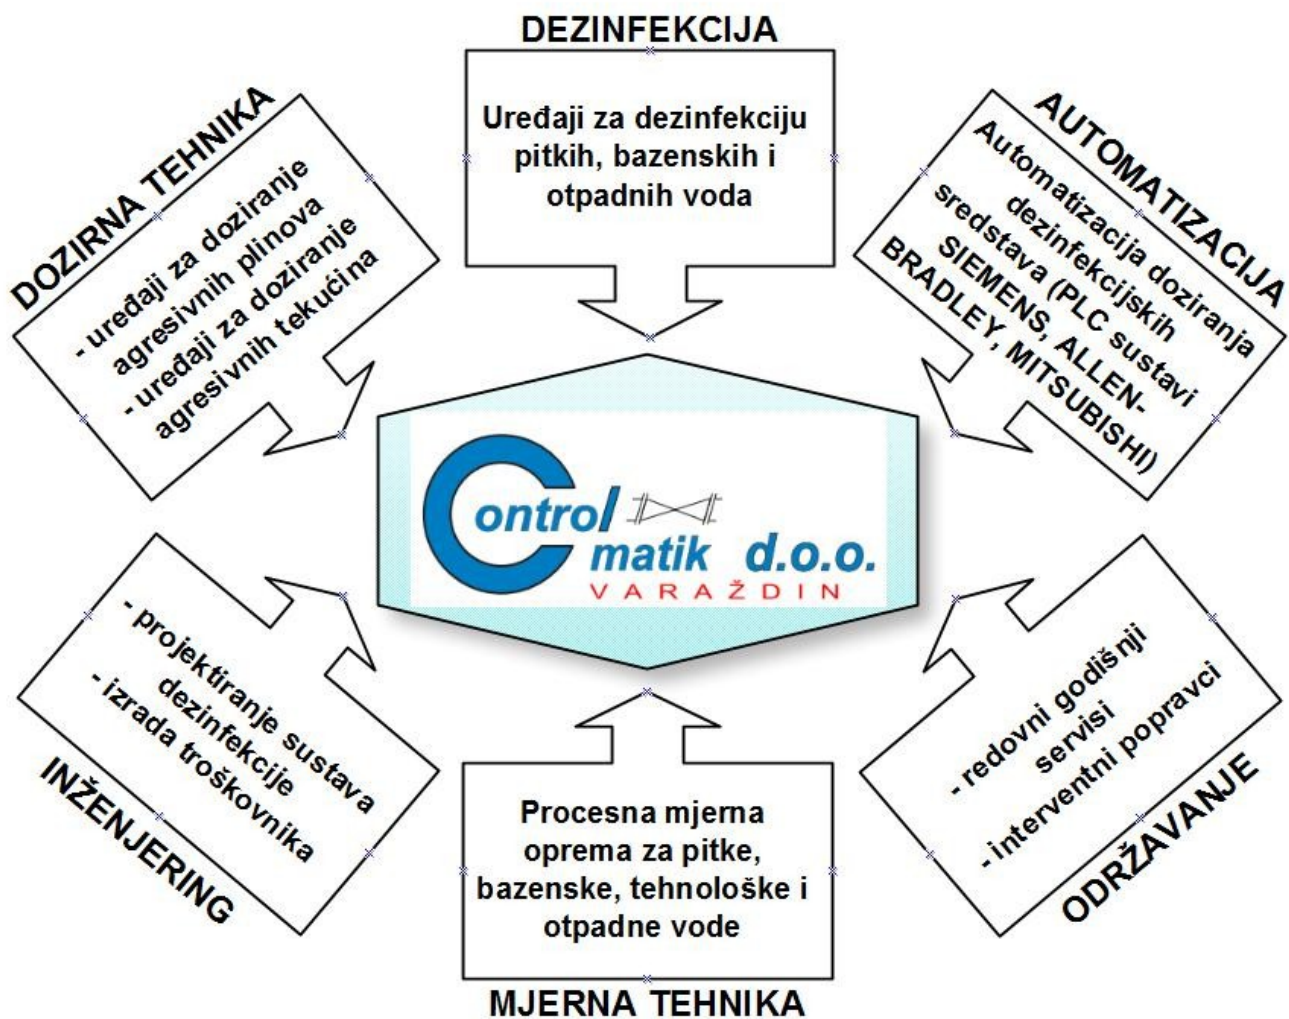 DEZINFEKCIJA
Uređaji za dezinfekciju
pitkih, bazenskih i
otpadnih voda
DOZIRNA TEHNIKA
- uređaji za doziranje
agresivnih plinova
- uređaji za doziranje
agresivnih tekućina
AUTOMATIZACIJA
Automatizacija doziranja
dezinfekcijskih
sredstava (PLC sustavi
SIEMENS, ALLEN-
BRADLEY, MITSUBISHI)
Control
matik d.o.o.
VARAŽDIN
- projektiranje sustava
dezinfekcije
- izrada troškovnika
INŽENJERING
- redovni godišnji
servisi
- interventni popravci
ODRŽAVANJE
Procesna mjerna
oprema za pitke,
bazenske, tehnološke i
otpadne vode
MJERNA TEHNIKA